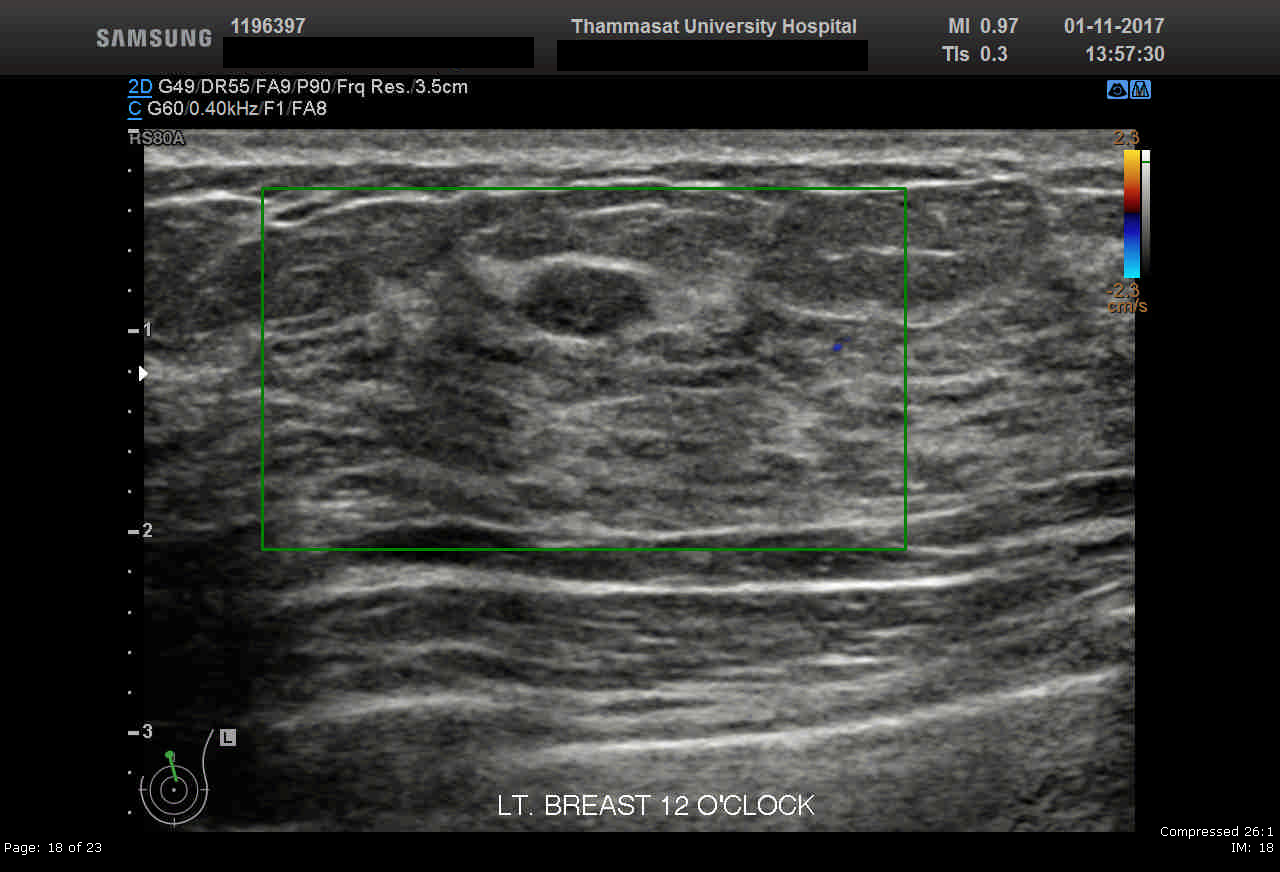 SAMSUNG
1196397
Thammasat University Hospital
MI 0.97
01-11-2017
TIs 0.3
13:57:30
2D G49/DR55/FA9/P90/Frq Res./3.5cm
C G60/0.40kHz/F1/FA8
RS80A
M
2.3
-2.3
cm/s
1
2
3
L
LT. BREAST 12 O'CLOCK
Compressed 26:1
Page: 18 of 23
IM: 18